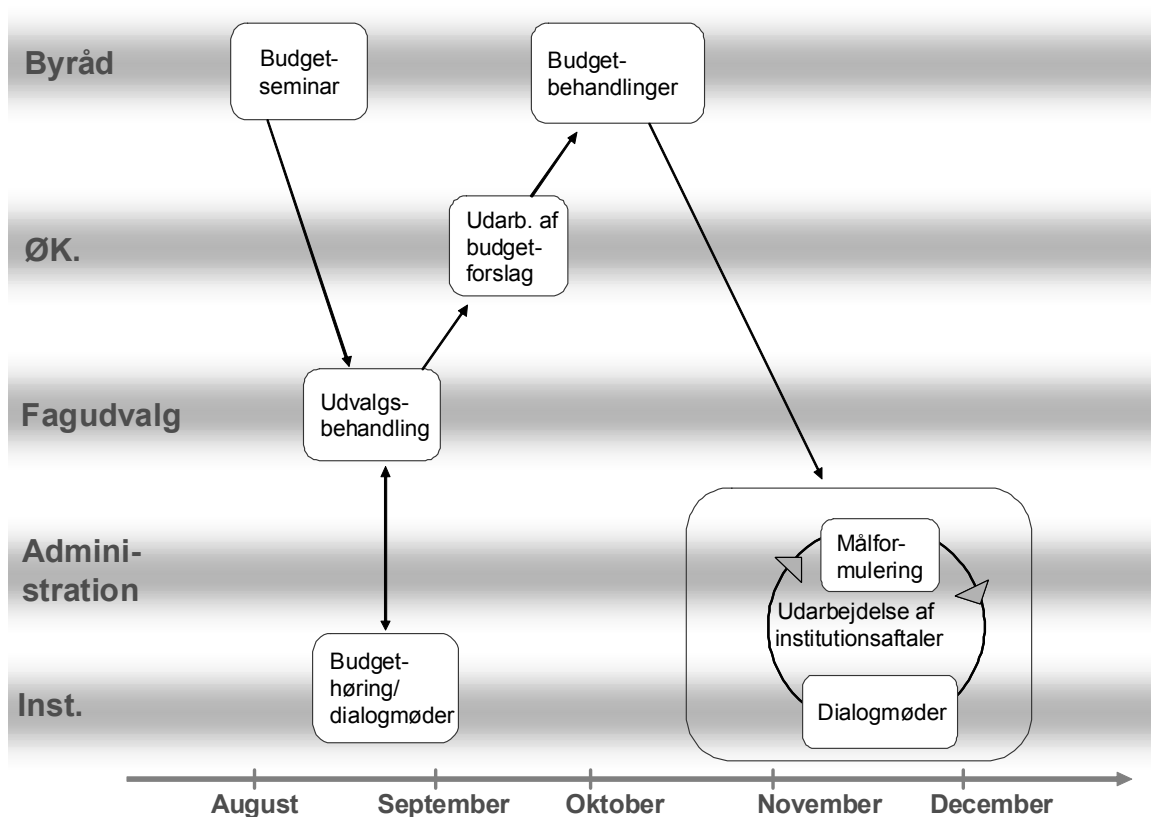 Byråd
Budget-
seminar
Budget-
behandlinger
ØK.
Udarb. af
budget-
forslag
Fagudvalg
Udvalgs-
behandling
Admini-
stration
Målfor-
mulering
Udarbejdelse af
institutionsaftaler
Inst.
Budget-
høring/
dialogmøder
Dialogmøder
August
September
Oktober
November
December